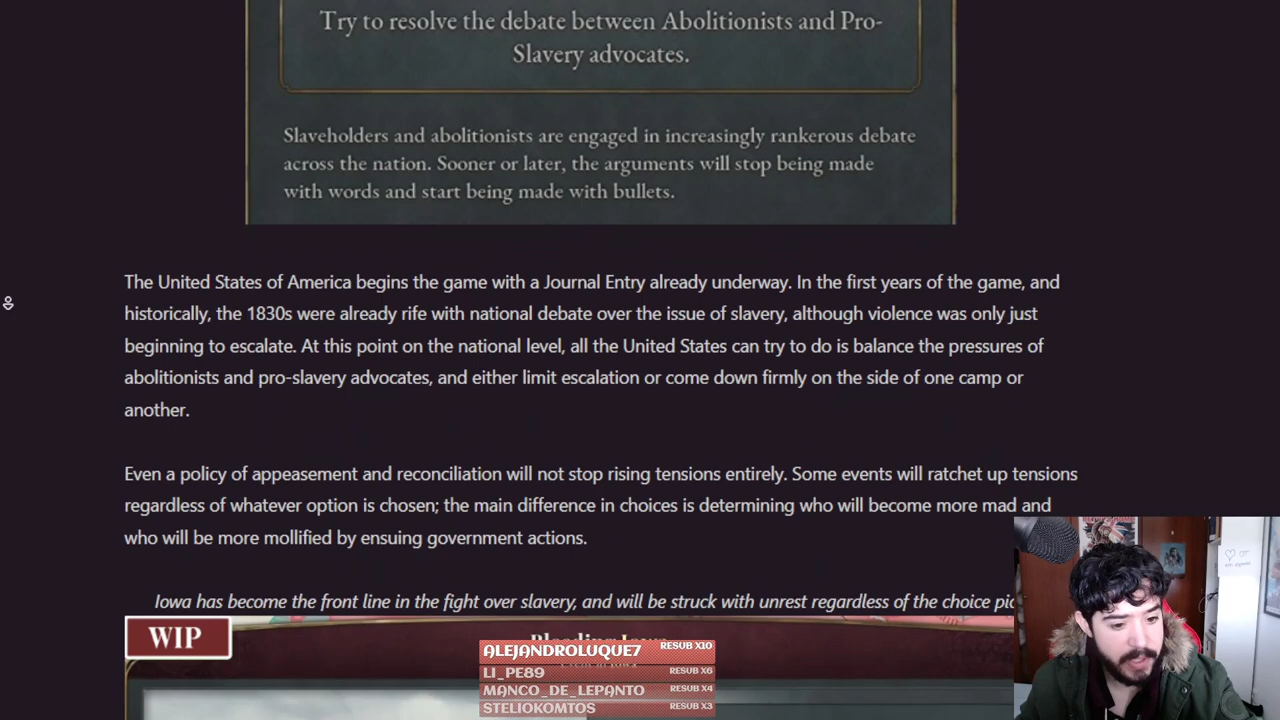 Try to resolve the debate between Abolitionists and Pro-
Slavery advocates.
Slaveholders and abolitionists are engaged in increasingly rankerous debate
across the nation. Sooner or later, the arguments will stop being made
with words and start being made with bullets.
The United States of America begins the game with a Journal Entry already underway. In the first years of the game, and
historically, the 1830s were already rife with national debate over the issue of slavery, although violence was only just
beginning to escalate. At this point on the national level, all the United States can try to do is balance the pressures of
abolitionists and pro-slavery advocates, and either limit escalation or come down firmly on the side of one camp or
another.
Even a policy of appeasement and reconciliation will not stop rising tensions entirely. Some events will ratchet up tensions
regardless of whatever option is chosen; the main difference in choices is determining who will become more mad and
who will be more mollified by ensuing government actions.
Iowa has become the front line in the fight over slavery, and will be struck with unrest regardless of the choice
WIP
ALEJANDROLUQUE7 RESUB X10
LI_PE89 RESUB X6
MANCO_DE_LEPANTO RESUB X4
STELIOKOMTOS RESUB X3